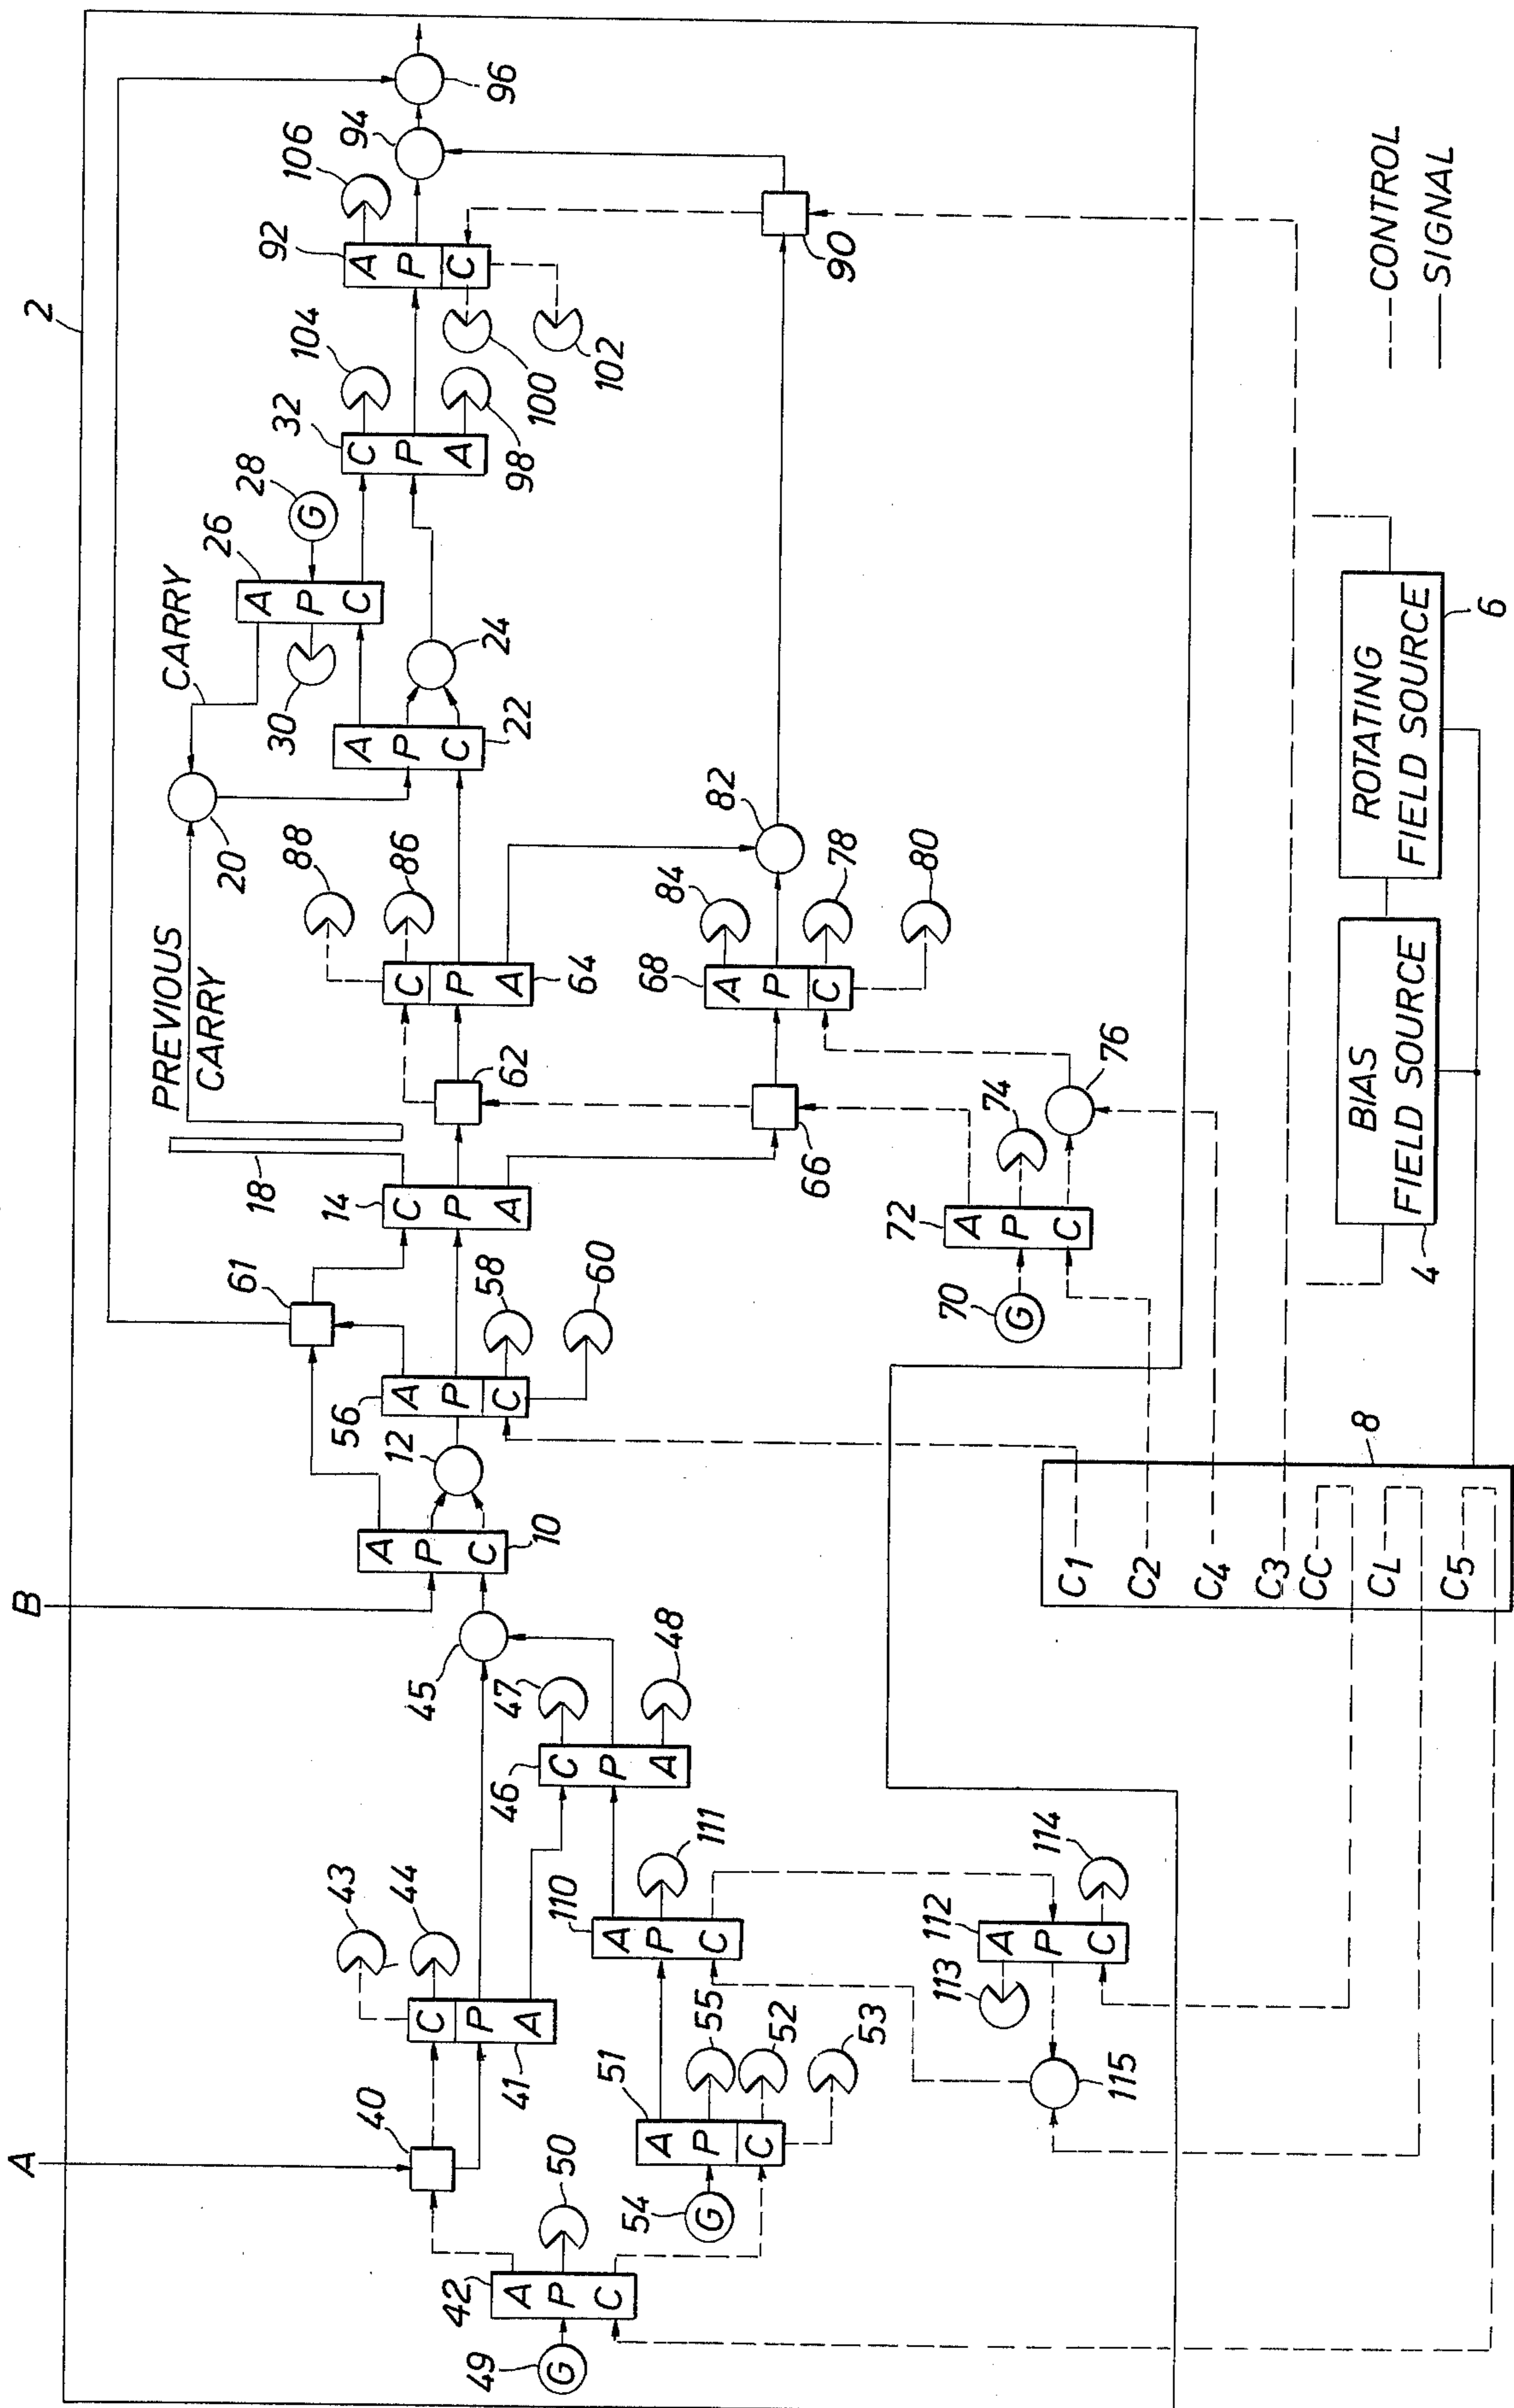 2
A
B
PREVIOUS
CARRY
CARRY
49
G
42
A
P
C
50
40
41
C
P
A
43
44
54
G
51
A
P
C
55
52
53
110
A
P
C
111
46
C
P
A
47
48
45
10
A
P
C
12
56
A
P
C
58
60
61
14
C
P
A
18
62
66
64
C
P
A
88
86
68
A
P
C
84
78
80
82
70
G
72
A
P
C
74
76
20
22
A
P
C
24
26
A
P
C
28
G
30
32
C
P
A
104
98
92
A
P
C
106
100
102
90
94
96
112
A
P
C
113
114
115
8
C1
C2
C4
C3
CC
CL
C5
BIAS
FIELD SOURCE
4
ROTATING
FIELD SOURCE
6
CONTROL
SIGNAL